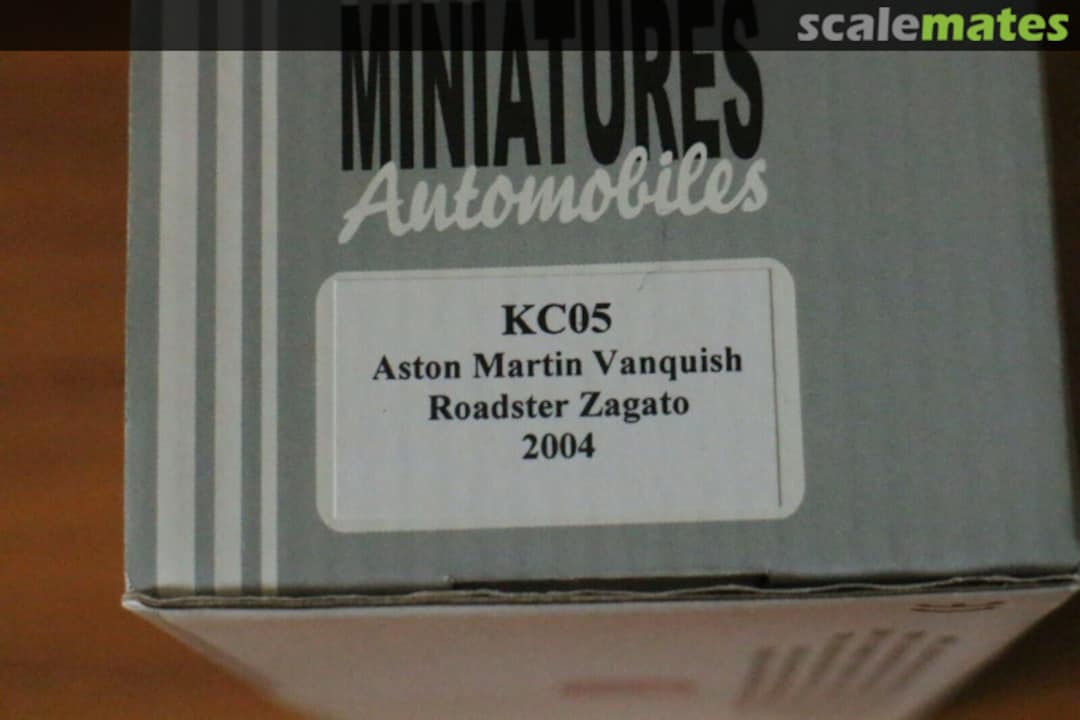 scalemates
MINIATURES
Automobiles
KC05
Aston Martin Vanquish
Roadster Zagato
2004